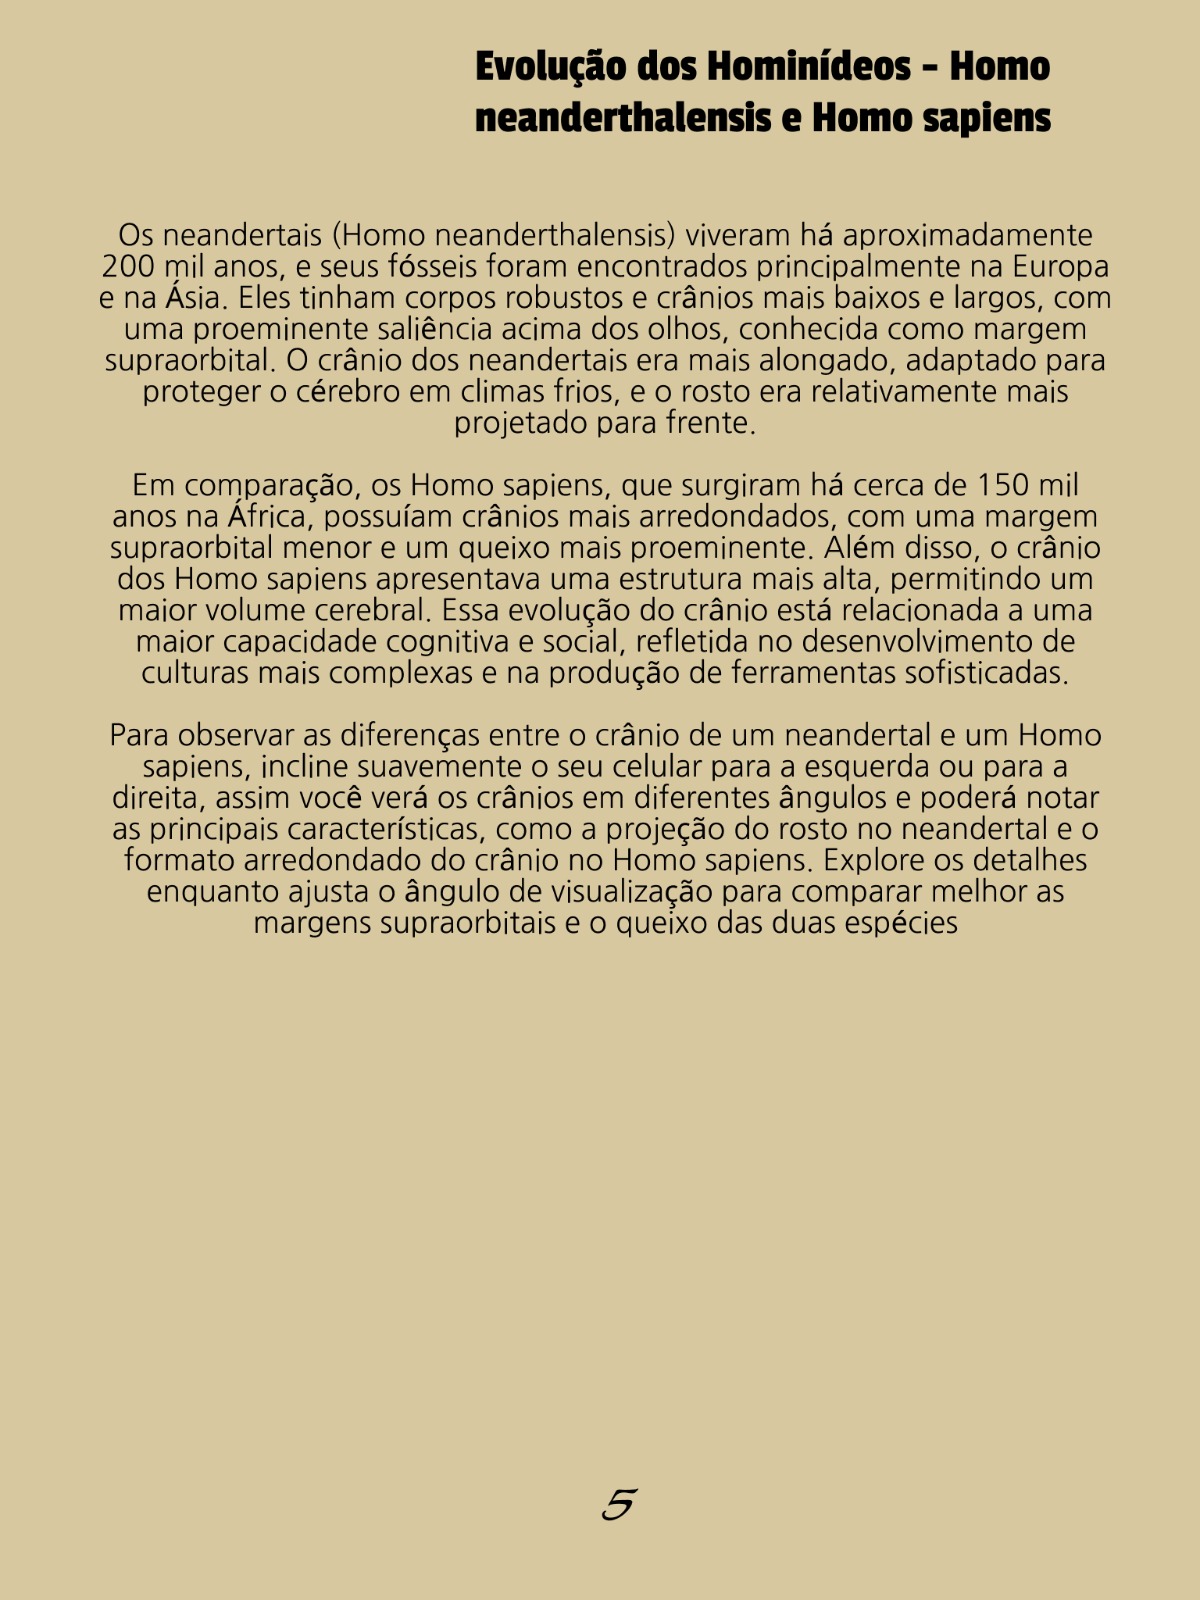 Evolução dos Hominídeos – Homo
neanderthalensis e Homo sapiens
Os neandertais (Homo neanderthalensis) viveram há aproximadamente
200 mil anos, e seus fósseis foram encontrados principalmente na Europa
e na Ásia. Eles tinham corpos robustos e crânios mais baixos e largos, com
uma proeminente saliência acima dos olhos, conhecida como margem
supraorbital. O crânio dos neandertais era mais alongado, adaptado para
proteger o cérebro em climas frios, e o rosto era relativamente mais
projetado para frente.
Em comparação, os Homo sapiens, que surgiram há cerca de 150 mil
anos na África, possuíam crânios mais arredondados, com uma margem
supraorbital menor e um queixo mais proeminente. Além disso, o crânio
dos Homo sapiens apresentava uma estrutura mais alta, permitindo um
maior volume cerebral. Essa evolução do crânio está relacionada a uma
maior capacidade cognitiva e social, refletida no desenvolvimento de
culturas mais complexas e na produção de ferramentas sofisticadas.
Para observar as diferenças entre o crânio de um neandertal e um Homo
sapiens, incline suavemente o seu celular para a esquerda ou para a
direita, assim você verá os crânios em diferentes ângulos e poderá notar
as principais características, como a projeção do rosto no neandertal e o
formato arredondado do crânio no Homo sapiens. Explore os detalhes
enquanto ajusta o ângulo de visualização para comparar melhor as
margens supraorbitais e o queixo das duas espécies
5